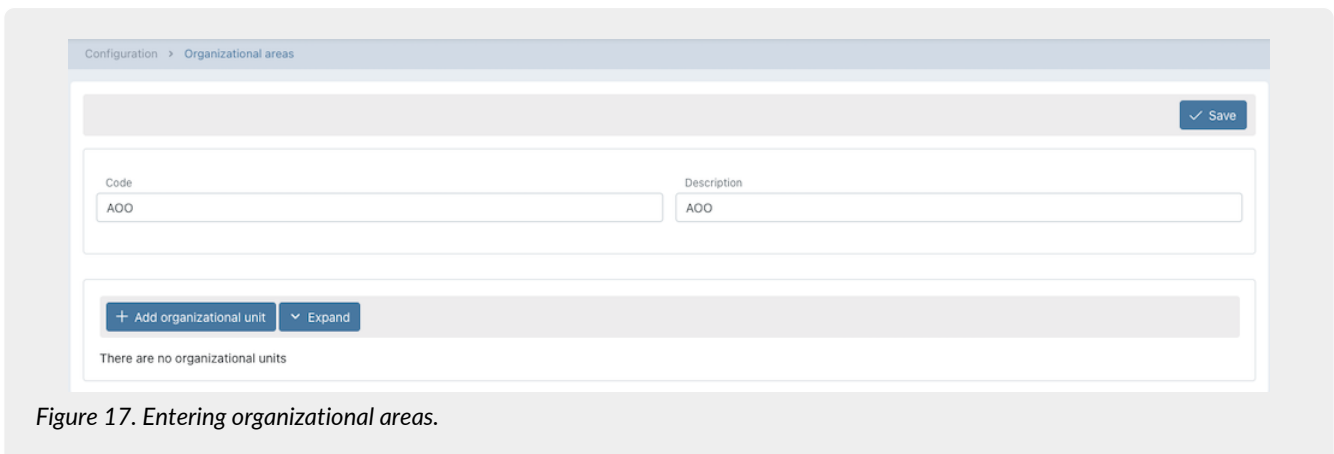 Configuration > Organizational areas
Save
Code Description
AOO AOO
Add organizational unit Expand
There are no organizational units
Figure 17. Entering organizational areas.